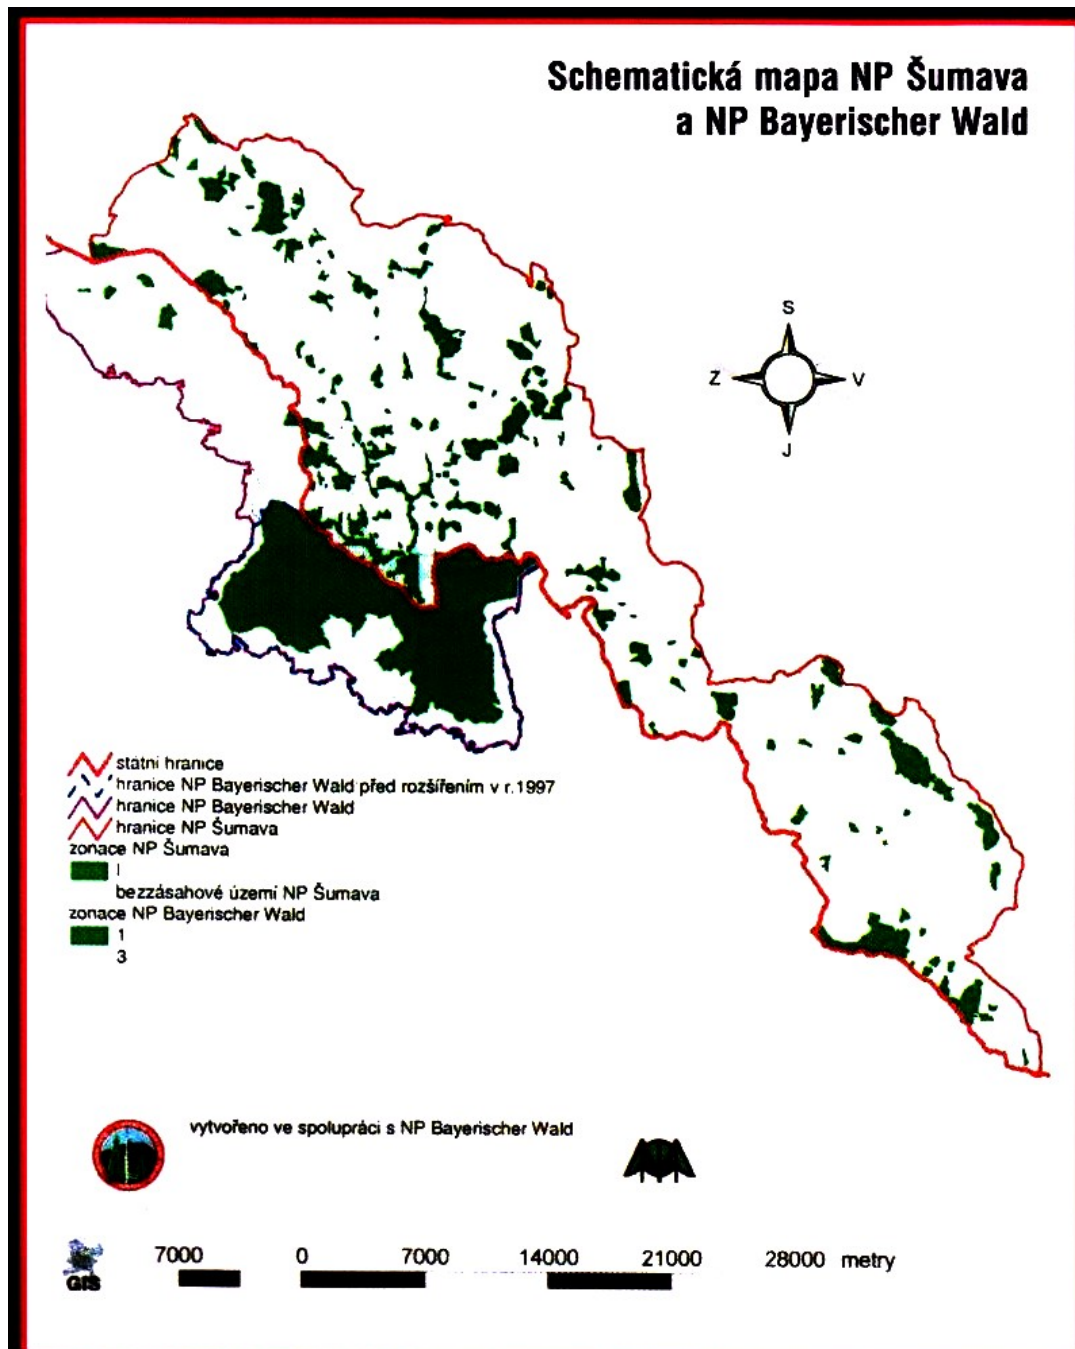 Schematická mapa NP Šumava
a NP Bayerischer Wald
S
Z V
J
státní hranice
hranice NP Bayerischer Wald před rozšířením v r.1997
hranice NP Bayerischer Wald
hranice NP Šumava
zonace NP Šumava
I
bezzásahové území NP Šumava
zonace NP Bayerischer Wald
1
3
vytvořeno ve spolupráci s NP Bayerischer Wald
GIS
7000 0 7000 14000 21000 28000 metry